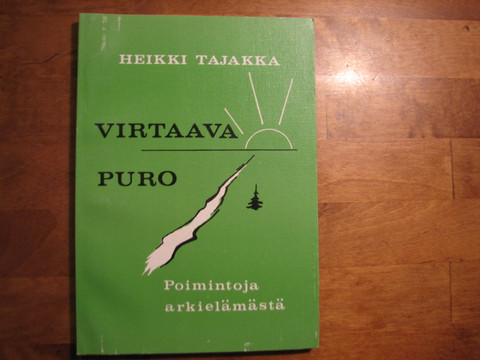 HEIKKI TAJAKKA
VIRTAAVA
PURO
Poimintoja
arkielämästä